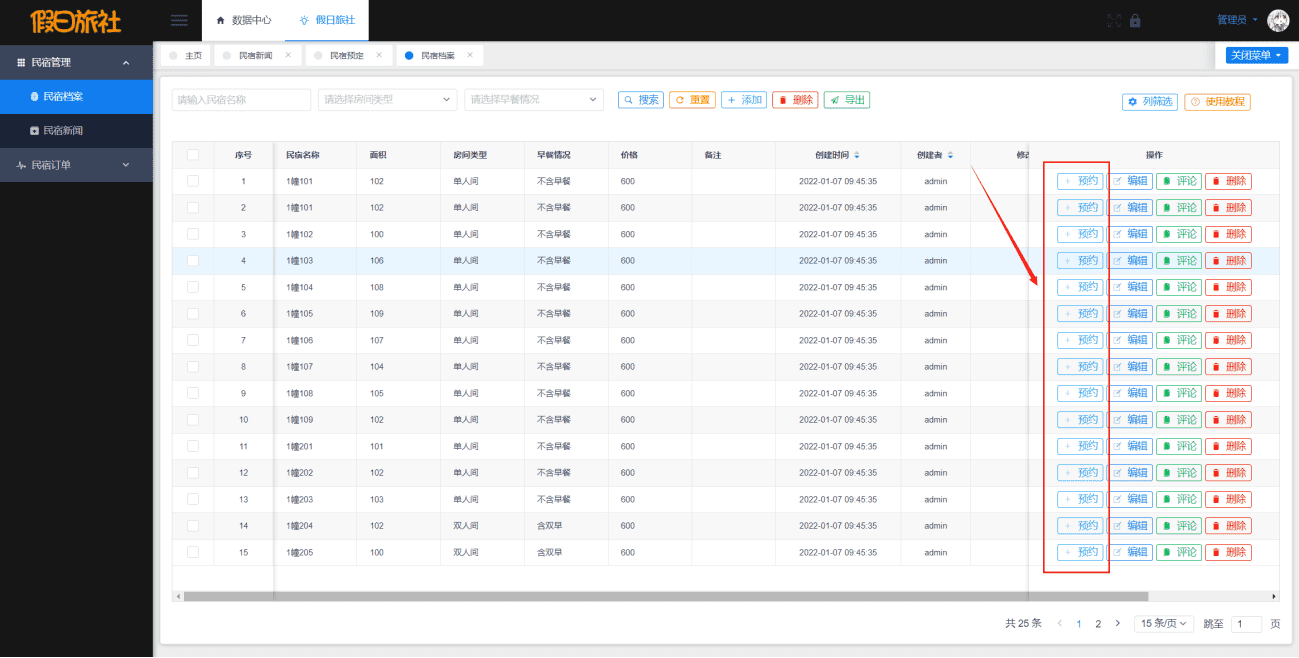 假日旅社
数据中心 假日旅社
管理员
民宿管理
民宿档案
民宿新闻
民宿订单
主页 民宿新闻 民宿预定 民宿档案
关闭菜单
请输入民宿名称 请选择房间类型 请选择早餐情况 搜索 重置 添加 删除 导出 列筛选 使用教程
序号 民宿名称 面积 房间类型 早餐情况 价格 备注 创建时间 创建者 修改 操作
1 1幢101 102 单人间 不含早餐 600 2022-01-07 09:45:35 admin 预约 编辑 评论 删除
2 1幢101 102 单人间 不含早餐 600 2022-01-07 09:45:35 admin 预约 编辑 评论 删除
3 1幢102 100 单人间 不含早餐 600 2022-01-07 09:45:35 admin 预约 编辑 评论 删除
4 1幢103 106 单人间 不含早餐 600 2022-01-07 09:45:35 admin 预约 编辑 评论 删除
5 1幢104 108 单人间 不含早餐 600 2022-01-07 09:45:35 admin 预约 编辑 评论 删除
6 1幢105 109 单人间 不含早餐 600 2022-01-07 09:45:35 admin 预约 编辑 评论 删除
7 1幢106 107 单人间 不含早餐 600 2022-01-07 09:45:35 admin 预约 编辑 评论 删除
8 1幢107 104 单人间 不含早餐 600 2022-01-07 09:45:35 admin 预约 编辑 评论 删除
9 1幢108 105 单人间 不含早餐 600 2022-01-07 09:45:35 admin 预约 编辑 评论 删除
10 1幢109 102 单人间 不含早餐 600 2022-01-07 09:45:35 admin 预约 编辑 评论 删除
11 1幢201 101 单人间 不含早餐 600 2022-01-07 09:45:35 admin 预约 编辑 评论 删除
12 1幢202 102 单人间 不含早餐 600 2022-01-07 09:45:35 admin 预约 编辑 评论 删除
13 1幢203 103 单人间 不含早餐 600 2022-01-07 09:45:35 admin 预约 编辑 评论 删除
14 1幢204 102 双人间 含双早 600 2022-01-07 09:45:35 admin 预约 编辑 评论 删除
15 1幢205 100 双人间 含双早 600 2022-01-07 09:45:35 admin 预约 编辑 评论 删除
共 25 条 1 2 15 条/页 跳至 1 页